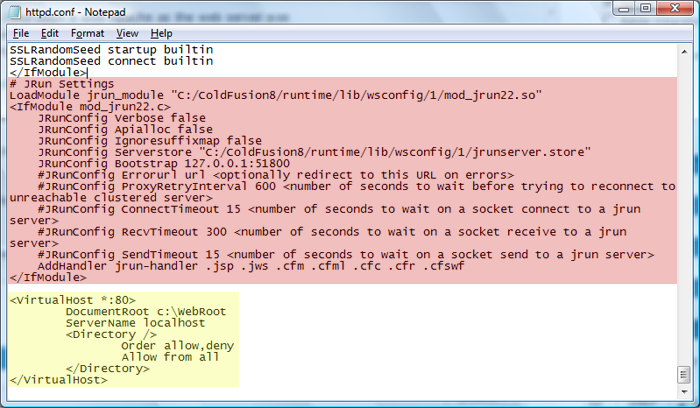 httpd.conf - Notepad
File Edit Format View Help
SSLRandomSeed startup builtin
SSLRandomSeed connect builtin
</IfModule>
# JRun Settings
LoadModule jrun_module "C:/ColdFusion8/runtime/lib/wsconfig/1/mod_jrun22.so"
<IfModule mod_jrun22.c>
    JRunConfig Verbose false
    JRunConfig Apialloc false
    JRunConfig Ignoresuffixmap false
    JRunConfig Serverstore "C:/ColdFusion8/runtime/lib/wsconfig/1/jrunserver.store"
    JRunConfig Bootstrap 127.0.0.1:51800
    #JRunConfig Errorurl url <optionally redirect to this URL on errors>
    #JRunConfig ProxyRetryInterval 600 <number of seconds to wait before trying to reconnect to
unreachable clustered server>
    #JRunConfig ConnectTimeout 15 <number of seconds to wait on a socket connect to a jrun
server>
    #JRunConfig RecvTimeout 300 <number of seconds to wait on a socket receive to a jrun
server>
    #JRunConfig SendTimeout 15 <number of seconds to wait on a socket send to a jrun server>
    AddHandler jrun-handler .jsp .jws .cfm .cfml .cfc .cfr .cfswf
</IfModule>
<VirtualHost *:80>
        DocumentRoot c:\WebRoot
        ServerName localhost
        <Directory />
                Order allow,deny
                Allow from all
        </Directory>
</VirtualHost>